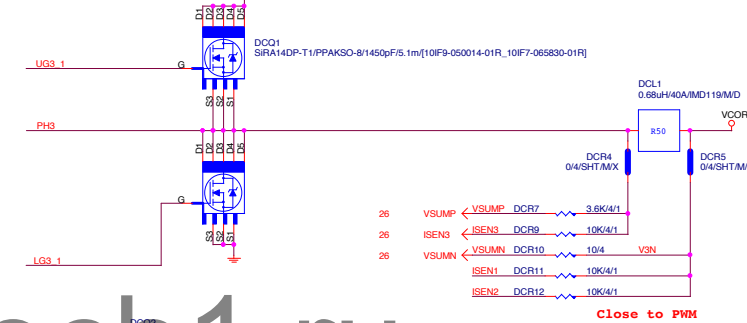 D1 D2 D3 D4 D5
DCQ1
SiRA14DP-T1/PPAKSO-8/1450pF/5.1m/[10IF9-050014-01R_10IF7-065830-01R]
UG3_1
G
S3 S2 S1
DCL1
0.68uH/40A/IMD119/M/D
VCOR
PH3
R50
D1 D2 D3 D4 D5
DCR4
0/4/SHT/M/X
DCR5
0/4/SHT/M/
G
26 VSUMP VSUMP DCR7 3.6K/4/1
26 ISEN3 ISEN3 DCR9 10K/4/1
S3 S2 S1
26 VSUMN VSUMN DCR10 10/4 V3N
LG3_1
ISEN1 DCR11 10K/4/1
ISEN2 DCR12 10K/4/1
Close to PWM